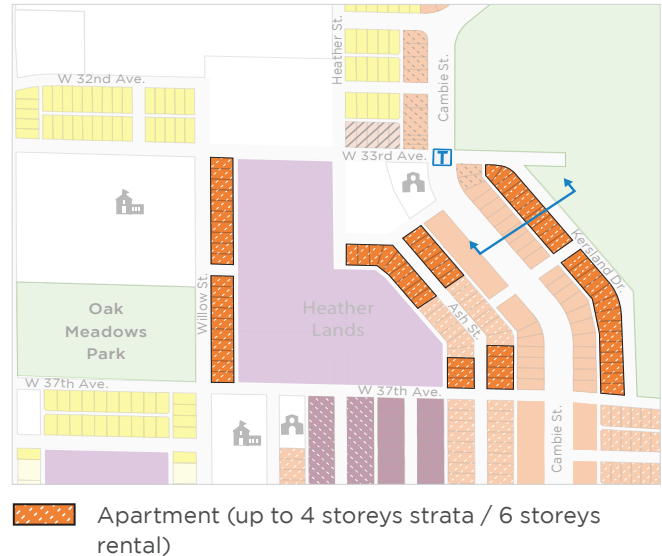 W 32nd Ave.
Heather St.
Cambie St.
W 33rd Ave.
T
Kersland Dr.
Willow St.
Oak
Meadows
Park
Heather
Lands
Ash St.
W 37th Ave.
W 37th Ave.
Cambie St.
Apartment (up to 4 storeys strata / 6 storeys
rental)